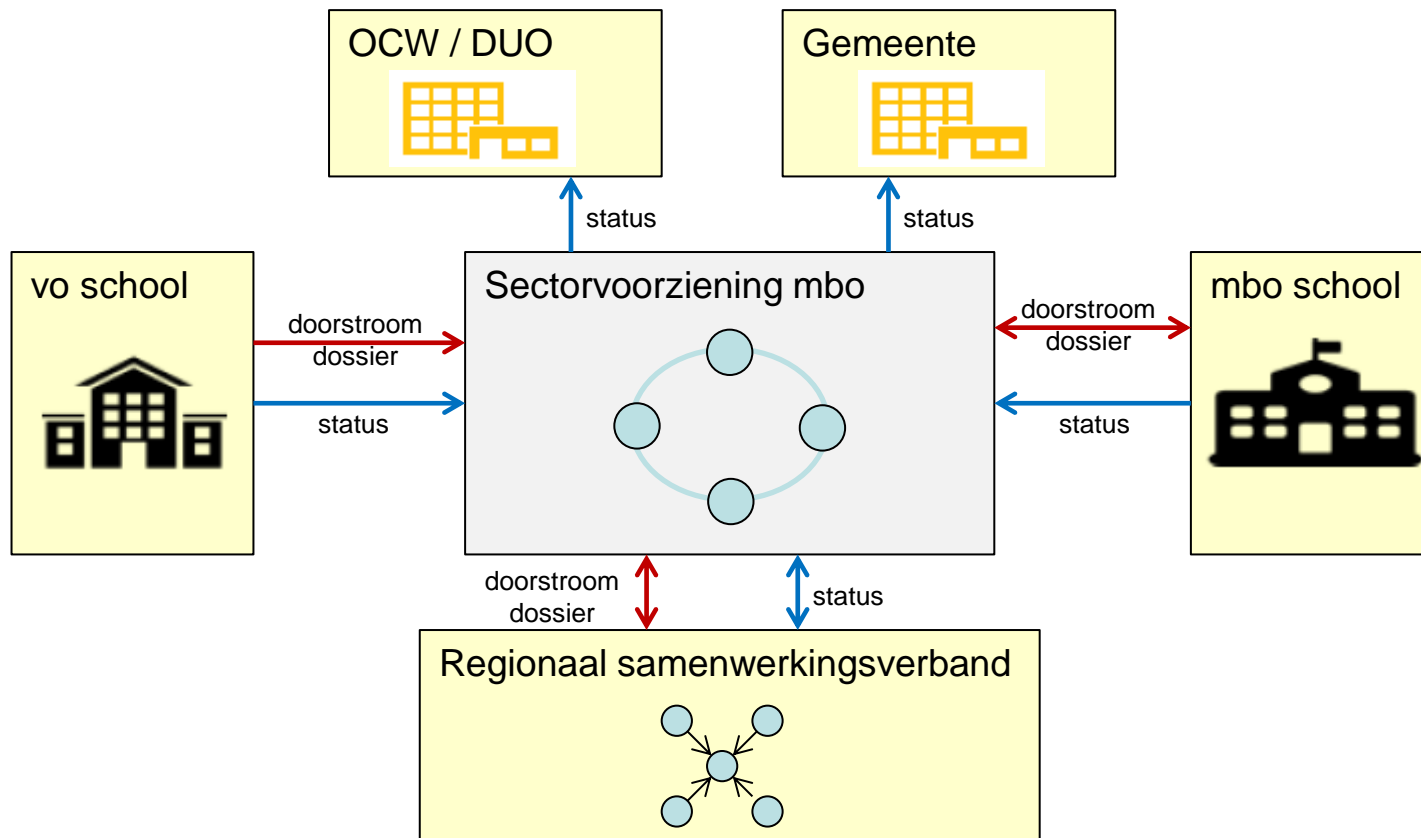 OCW / DUO
Gemeente
status
status
vo school
Sectorvoorziening mbo
mbo school
doorstroom
dossier
doorstroom
dossier
status
status
doorstroom
dossier
status
Regionaal samenwerkingsverband